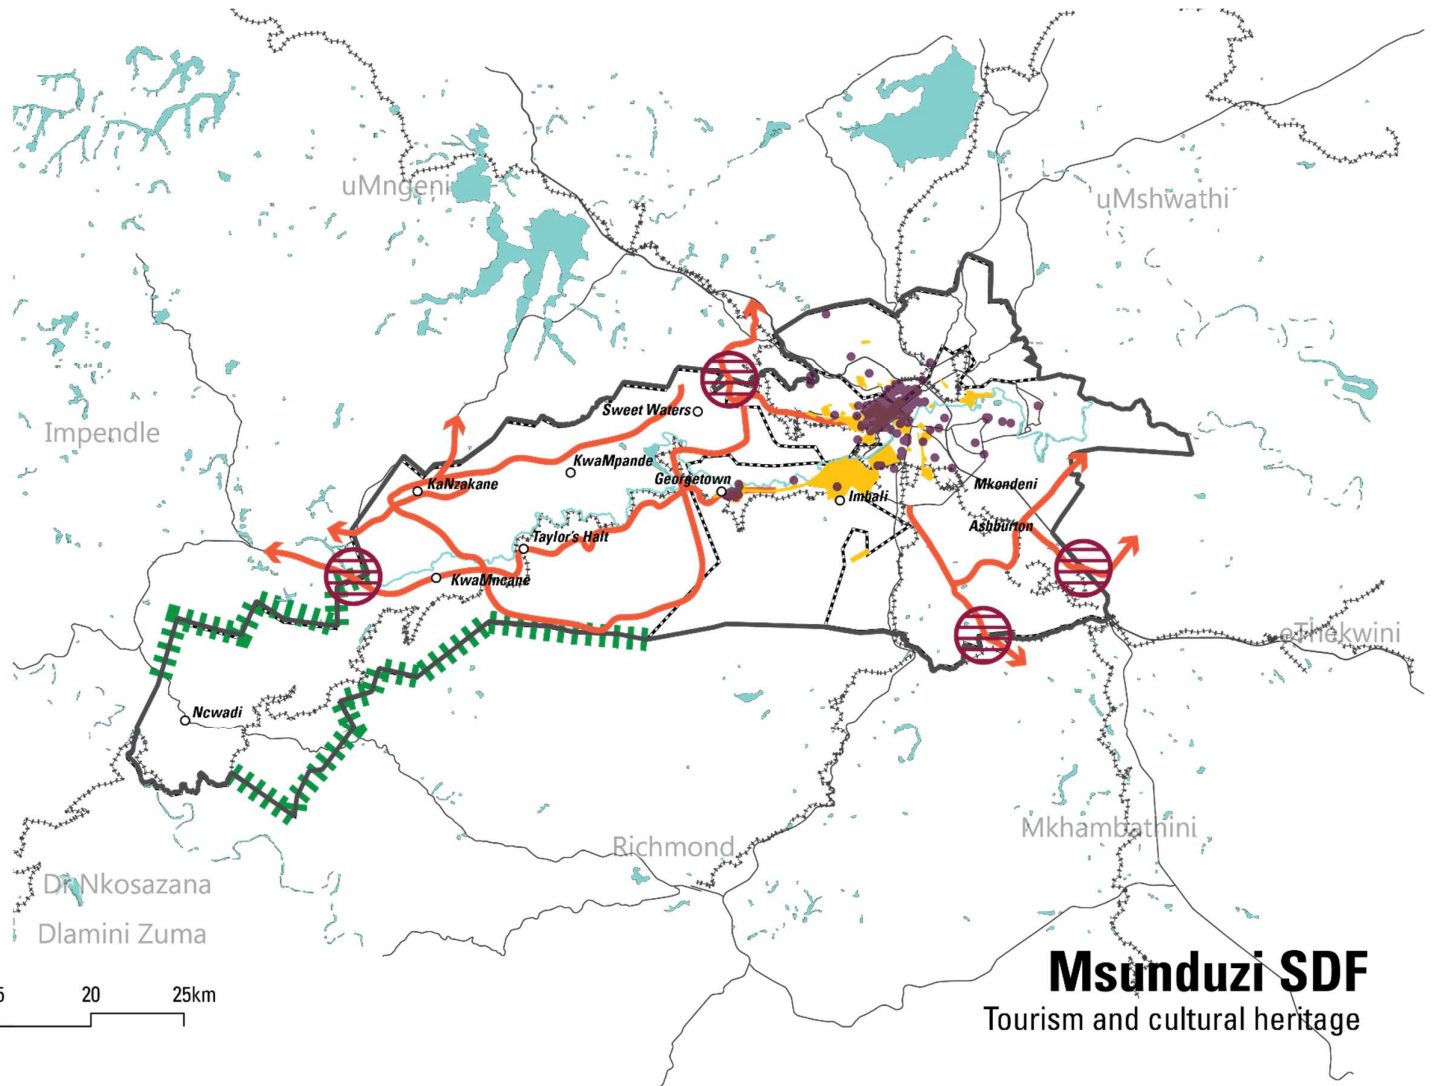 uMngeni
uMshwathi
Impendle
Sweet Waters
KwaMpande
KaNzakane
Georgetown
Imbali
Mkondeni
Ashburton
Taylor's Halt
KwaMncane
eThekwini
Ncwadi
Richmond
Mkhambathini
Dr Nkosazana
Dlamini Zuma
5 20 25km
Msunduzi SDF
Tourism and cultural heritage